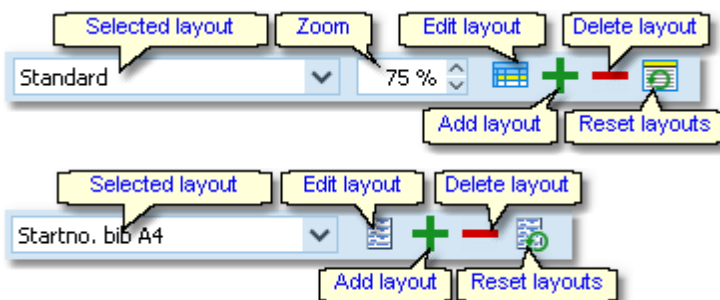 Selected layout Zoom Edit layout Delete layout
Standard 75 %
Add layout Reset layouts
Selected layout Edit layout Delete layout
Startno. bib A4
Add layout Reset layouts